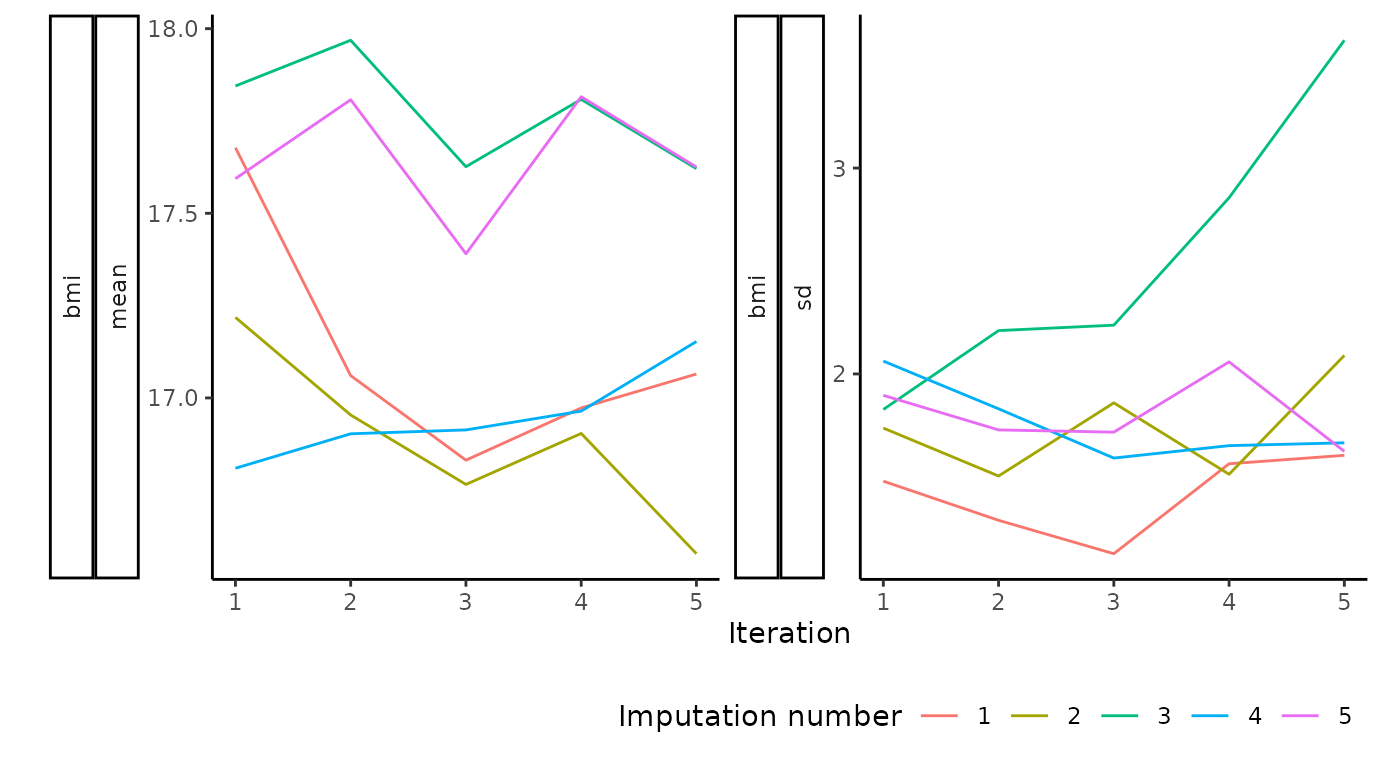 bmi
mean
18.0
17.5
17.0
1 2 3 4 5
bmi
sd
3
2
1 2 3 4 5
Iteration
Imputation number 1 2 3 4 5